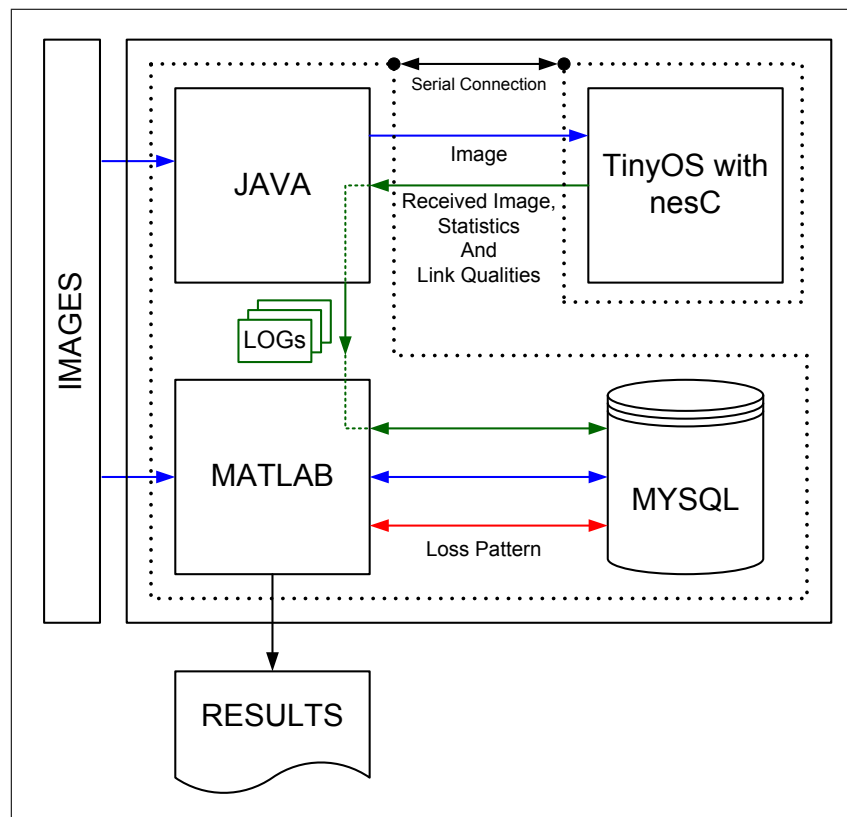 Serial Connection
JAVA
Image
TinyOS with
nesC
Received Image,
Statistics
And
Link Qualities
IMAGES
LOGs
MATLAB
MYSQL
Loss Pattern
RESULTS